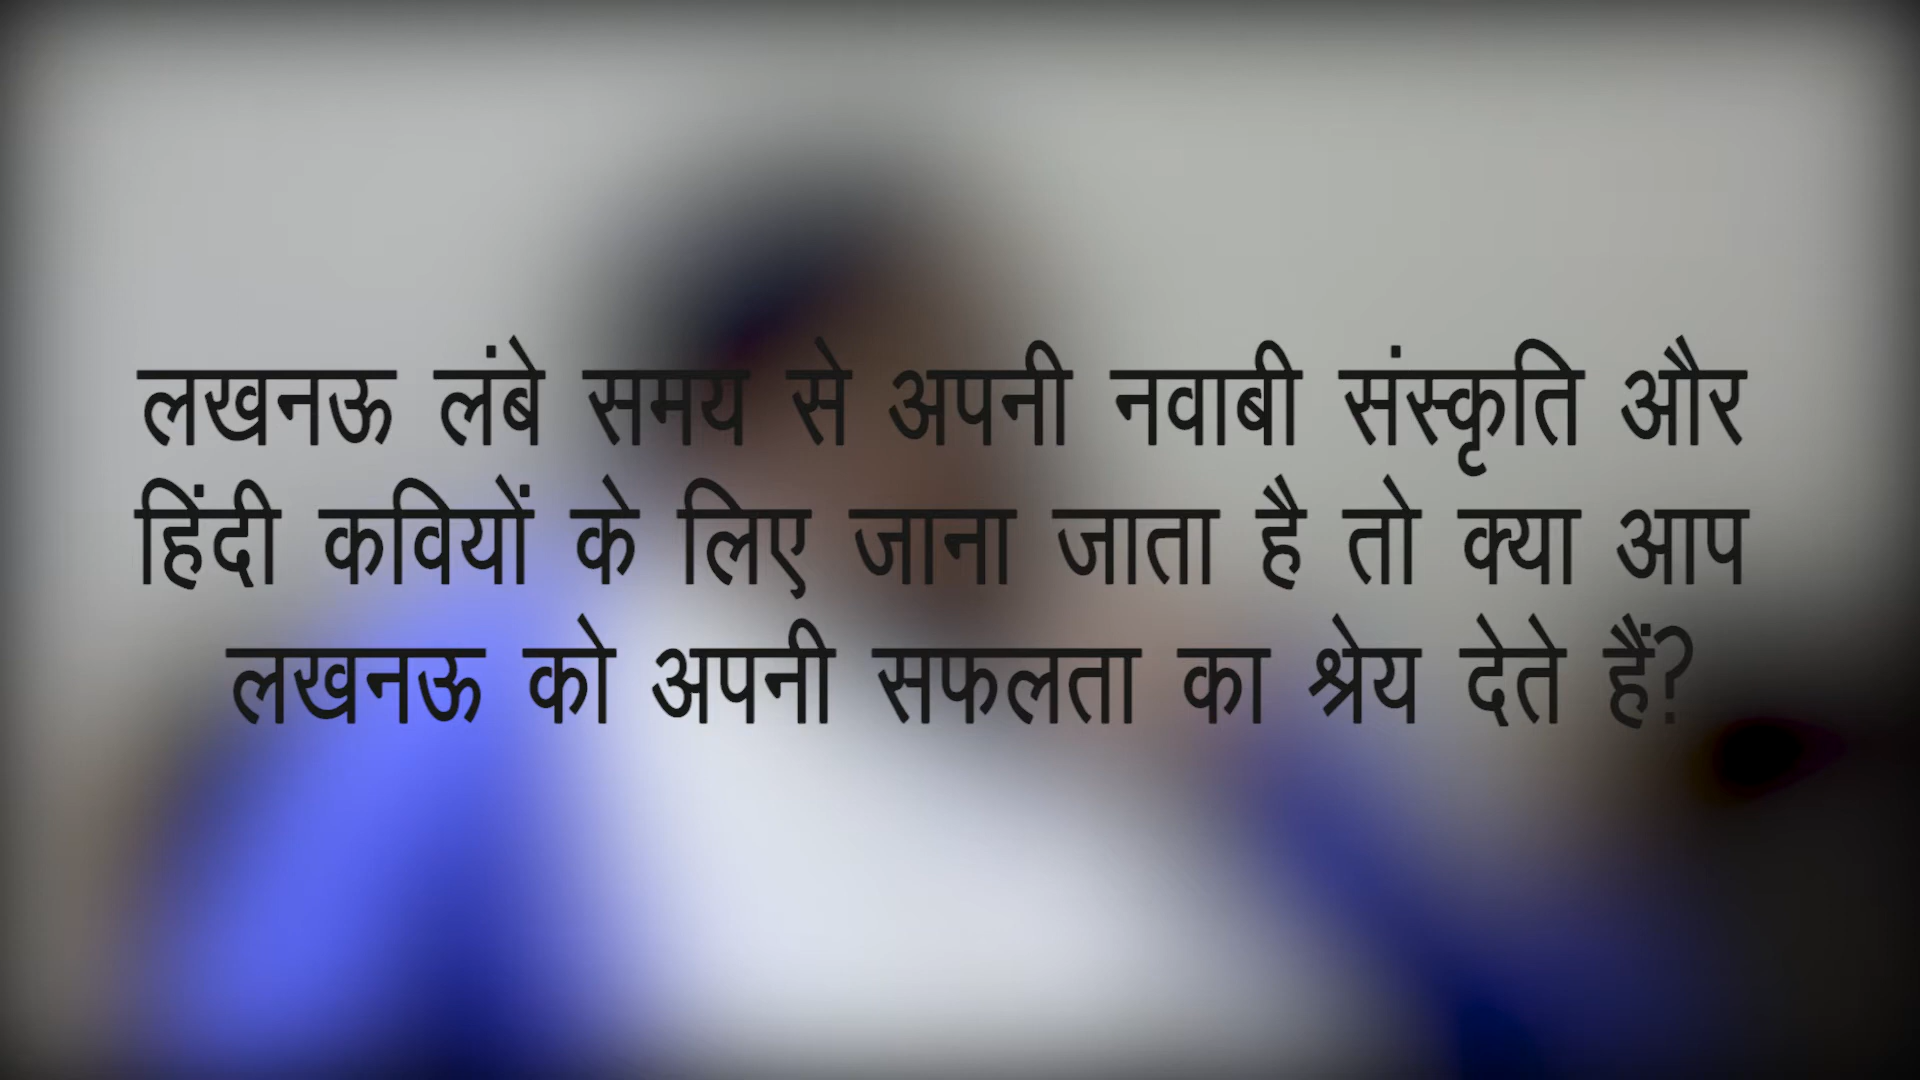 लखनऊ लंबे समय से अपनी नवाबी संस्कृति और
हिंदी कवियों के लिए जाना जाता है तो क्या आप
लखनऊ को अपनी सफलता का श्रेय देते हैं?